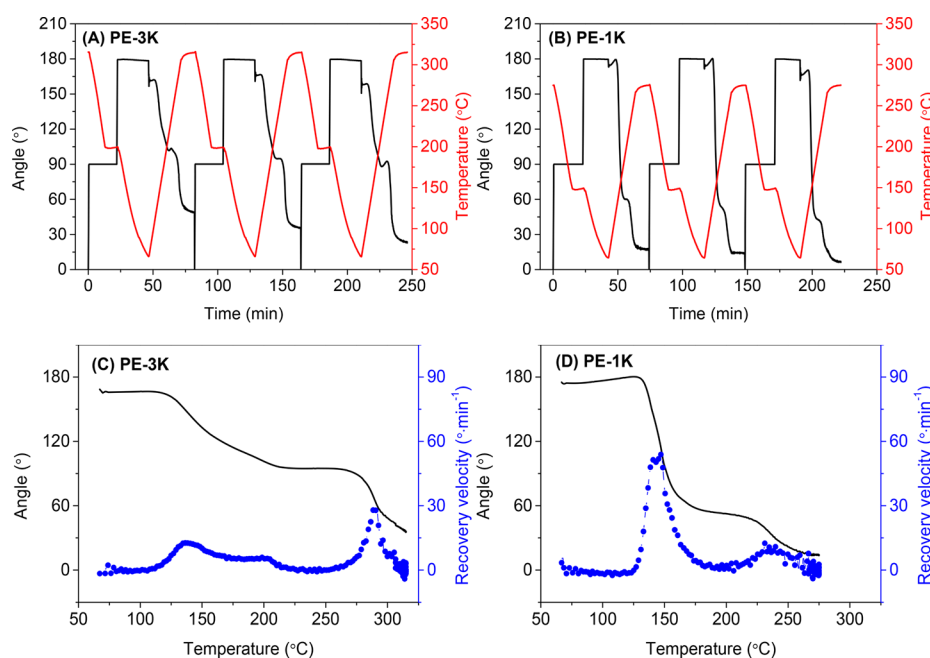 (A) PE-3K
Angle (°)
210
180
150
120
90
60
30
0
0 50 100 150 200 250
Time (min)
350
300
250
200
150
100
50
Temperature (°C)
(B) PE-1K
Angle (°)
210
180
150
120
90
60
30
0
0 50 100 150 200 250
Time (min)
350
300
250
200
150
100
50
Temperature (°C)
(C) PE-3K
Angle (°)
180
120
60
0
50 100 150 200 250 300
Temperature (°C)
90
60
30
0
Recovery velocity (°·min⁻¹)
(D) PE-1K
Angle (°)
180
120
60
0
50 100 150 200 250 300
Temperature (°C)
90
60
30
0
Recovery velocity (°·min⁻¹)